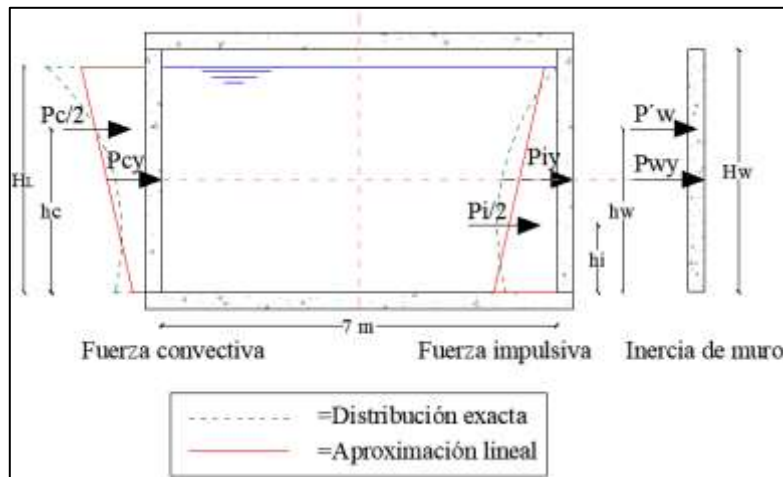 Pc/2
Pcy
HL
hc
Piy
Pi/2
hi
P´w
Pwy
Hw
hw
7 m
Fuerza convectiva
Fuerza impulsiva
Inercia de muro
=Distribución exacta
=Aproximación lineal